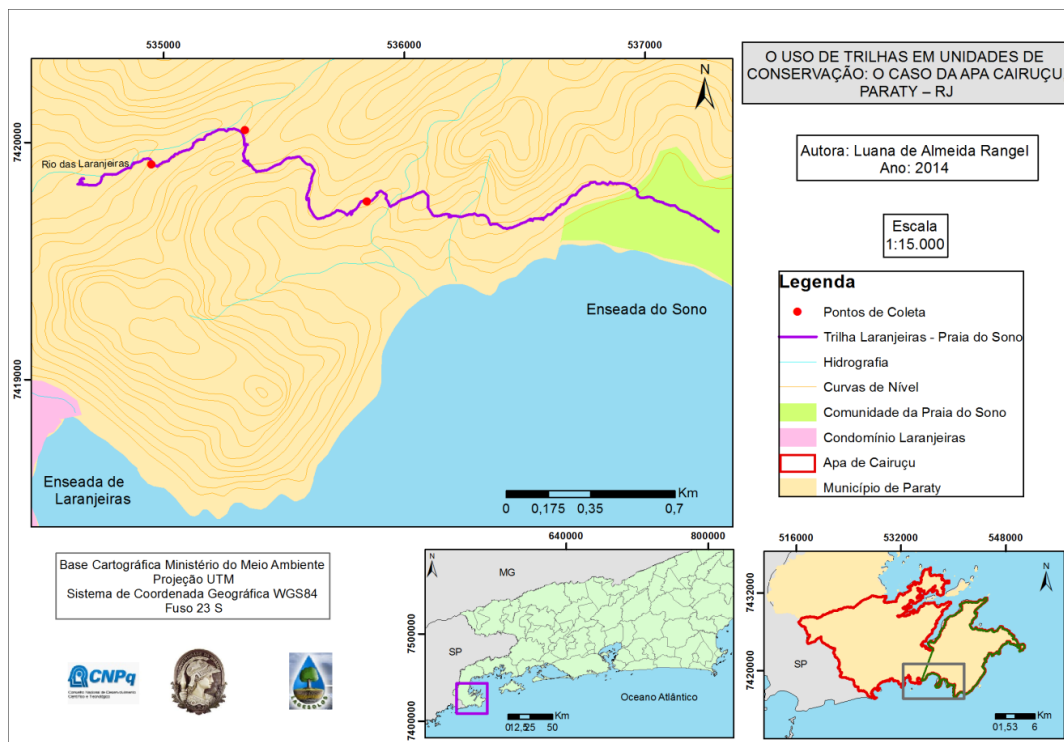 535000
536000
537000
7420000
7419000
N
Rio das Laranjeiras
Enseada do Sono
Enseada de
Laranjeiras
Km
0 0,175 0,35 0,7
O USO DE TRILHAS EM UNIDADES DE
CONSERVAÇÃO: O CASO DA APA CAIRUÇU
PARATY – RJ
Autora: Luana de Almeida Rangel
Ano: 2014
Escala
1:15.000
Legenda
Pontos de Coleta
Trilha Laranjeiras - Praia do Sono
Hidrografia
Curvas de Nível
Comunidade da Praia do Sono
Condomínio Laranjeiras
Apa de Cairuçu
Município de Paraty
Base Cartográfica Ministério do Meio Ambiente
Projeção UTM
Sistema de Coordenada Geográfica WGS84
Fuso 23 S
CNPq
640000
800000
7500000
7400000
N
MG
SP
Oceano Atlântico
Km
012,525 50
516000
532000
548000
7432000
7420000
N
SP
Km
01,53 6